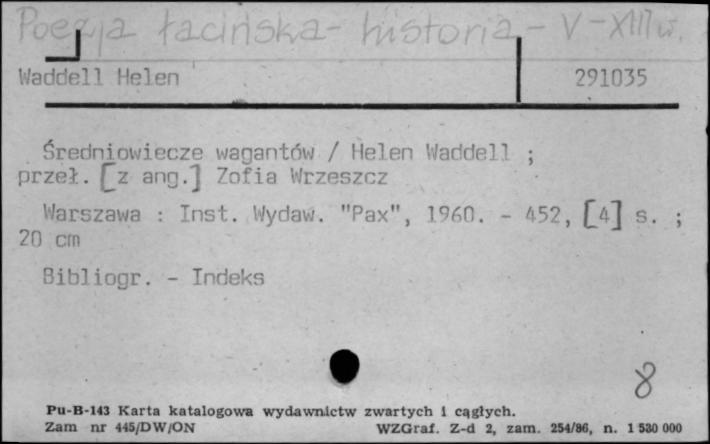 Poezja łacińska - historia - V-XIII w.
Waddell Helen 291035
Średniowiecze wagantów / Helen Waddell ;
przeł. [z ang.] Zofia Wrzeszcz
Warszawa : Inst. Wydaw. "Pax", 1960. - 452, [4] s. ;
20 cm
Bibliogr. - Indeks
8
Pu-B-143 Karta katalogowa wydawnictw zwartych i ciągłych.
Zam nr 445/DW/ON WZGraf. Z-d 2, zam. 254/86, n. 1 530 000